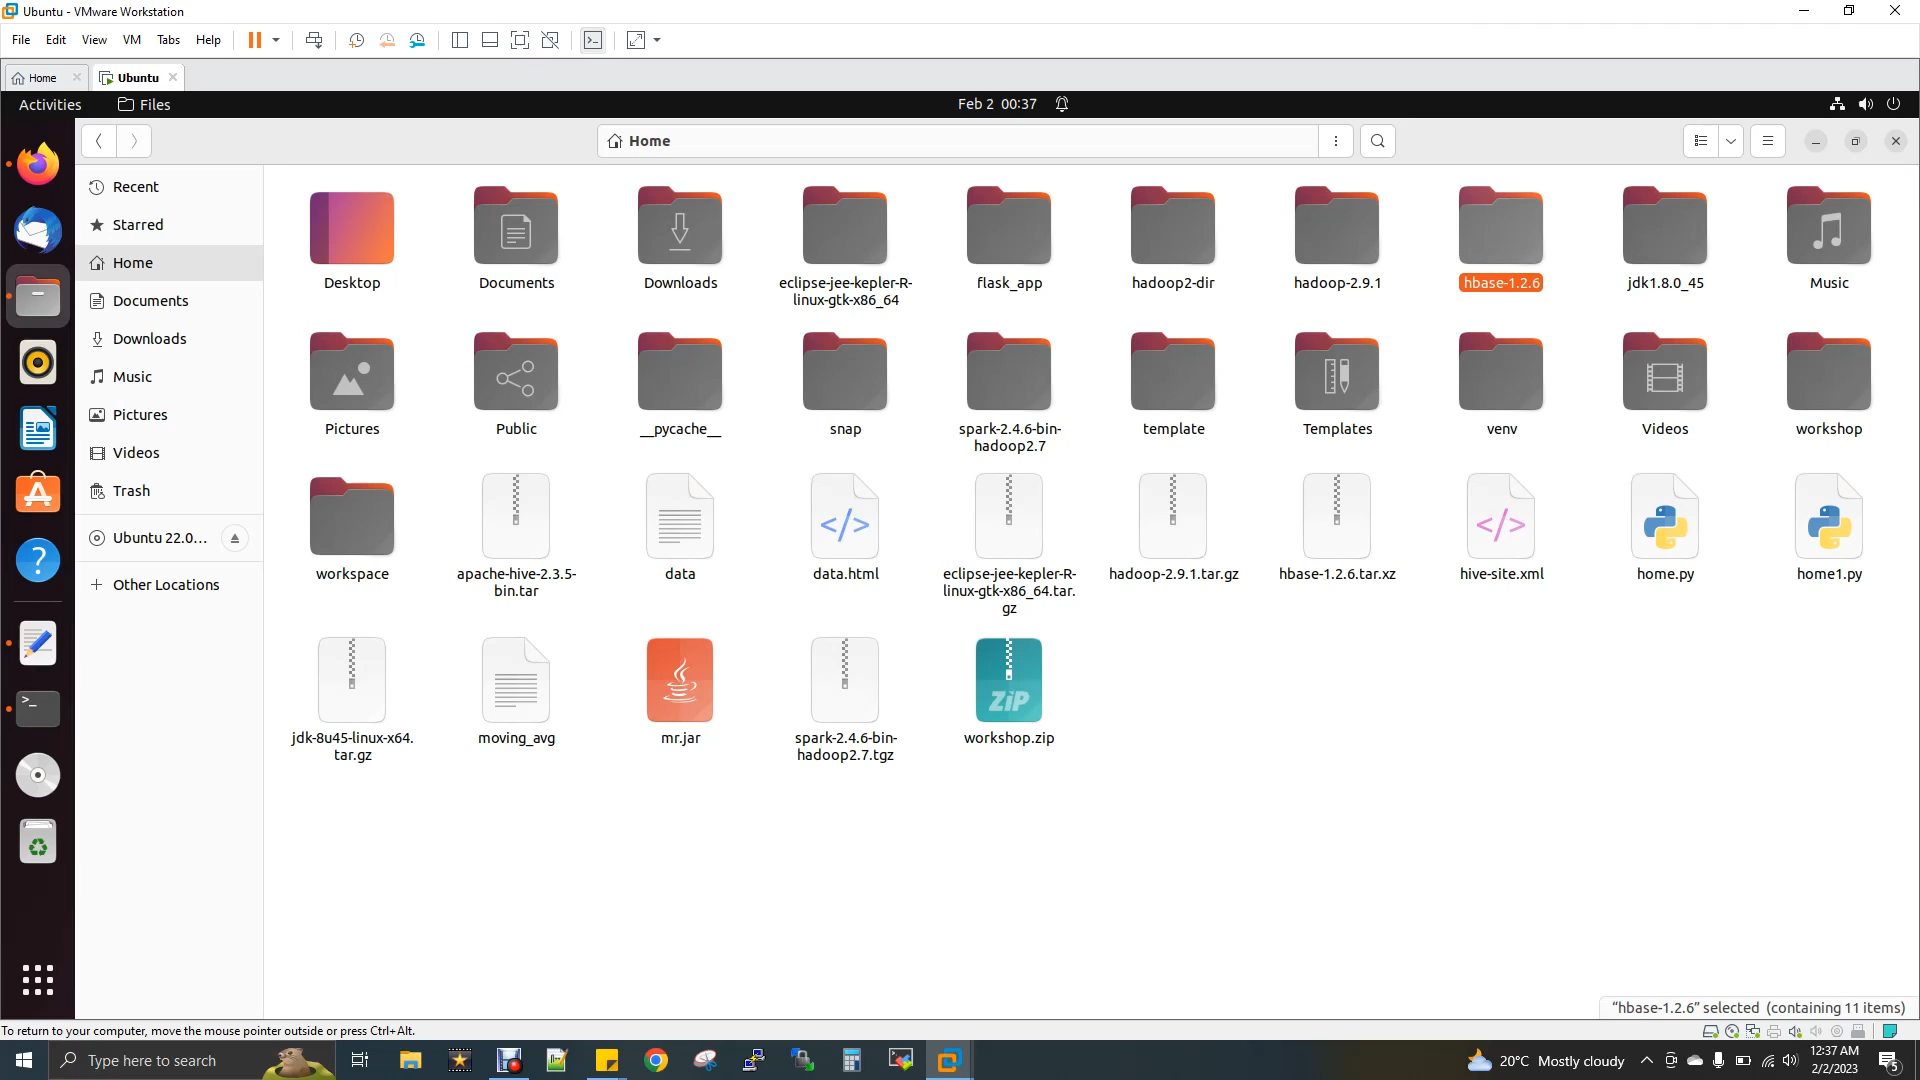 Ubuntu - VMware Workstation
File Edit View VM Tabs Help
Home
Ubuntu
Activities
Files
Feb 2 00:37
Home
Recent
Starred
Home
Documents
Downloads
Music
Pictures
Videos
Trash
Ubuntu 22.0...
Other Locations
Desktop
Documents
Downloads
eclipse-jee-kepler-R-
linux-gtk-x86_64
flask_app
hadoop2-dir
hadoop-2.9.1
hbase-1.2.6
jdk1.8.0_45
Music
Pictures
Public
__pycache__
snap
spark-2.4.6-bin-
hadoop2.7
template
Templates
venv
Videos
workshop
workspace
apache-hive-2.3.5-
bin.tar
data
data.html
eclipse-jee-kepler-R-
linux-gtk-x86_64.tar.
gz
hadoop-2.9.1.tar.gz
hbase-1.2.6.tar.xz
hive-site.xml
home.py
home1.py
jdk-8u45-linux-x64.
tar.gz
moving_avg
mr.jar
spark-2.4.6-bin-
hadoop2.7.tgz
ZiP
workshop.zip
"hbase-1.2.6" selected (containing 11 items)
To return to your computer, move the mouse pointer outside or press Ctrl+Alt.
Type here to search
20°C Mostly cloudy
12:37 AM
2/2/2023
5